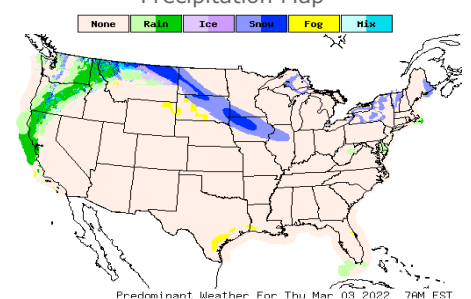 Precipitation Map
None Rain Ice Snow Fog Mix
Predominant Weather For Thu Mar 03 2022 7AM EST